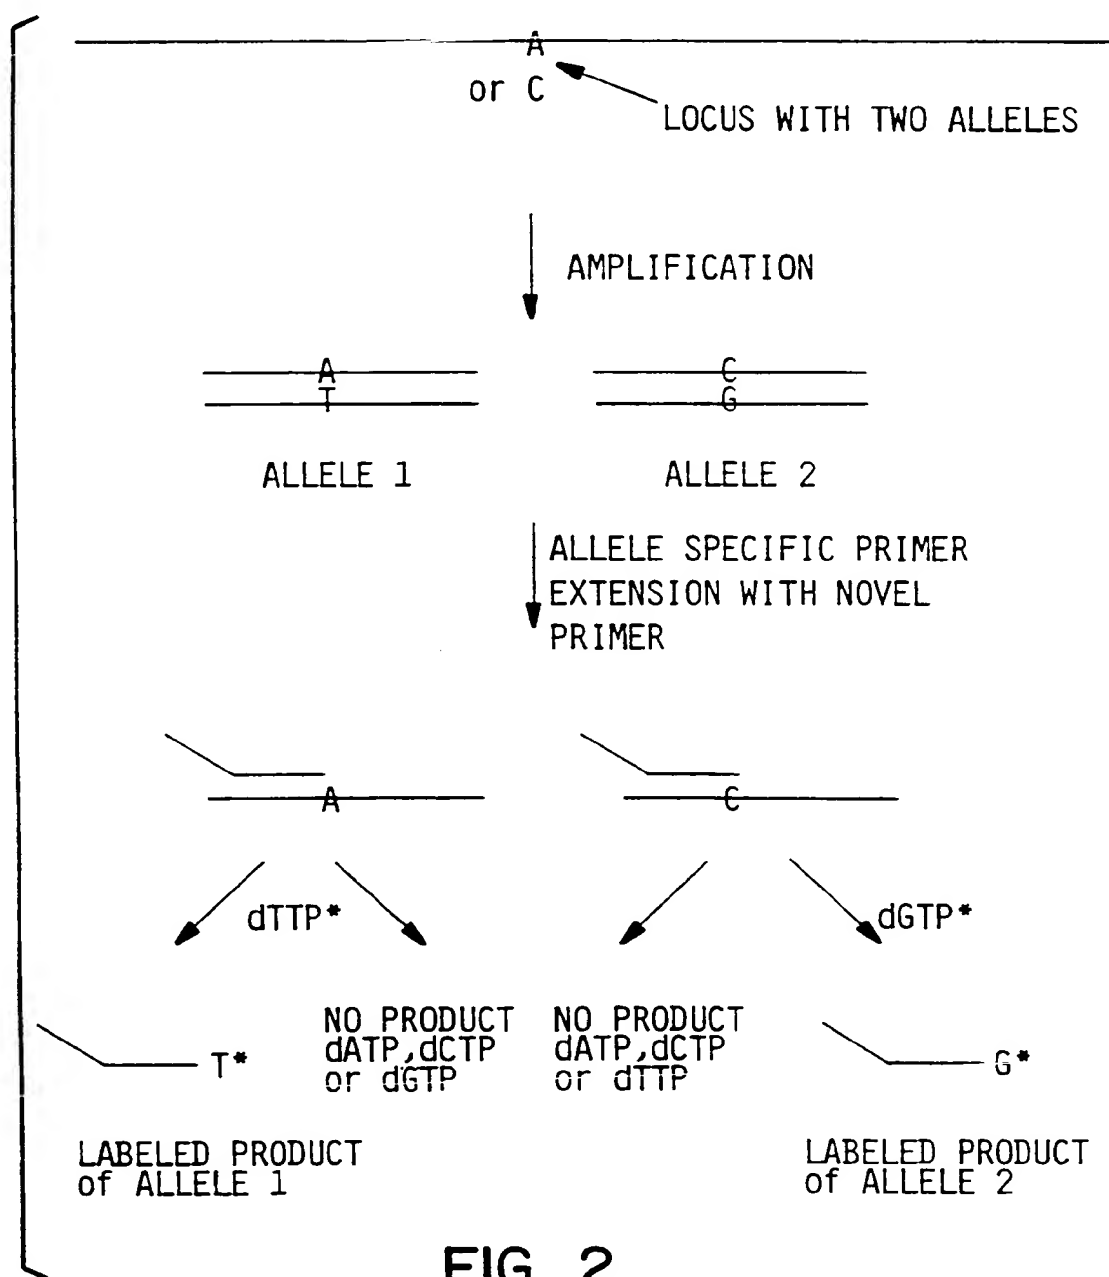 A
or C
LOCUS WITH TWO ALLELES
AMPLIFICATION
A
T
C
G
ALLELE 1
ALLELE 2
ALLELE SPECIFIC PRIMER
EXTENSION WITH NOVEL
PRIMER
A
C
dTTP*
dGTP*
T*
NO PRODUCT
dATP,dCTP
or dGTP
NO PRODUCT
dATP,dCTP
or dTTP
G*
LABELED PRODUCT
of ALLELE 1
LABELED PRODUCT
of ALLELE 2
FIG. 2